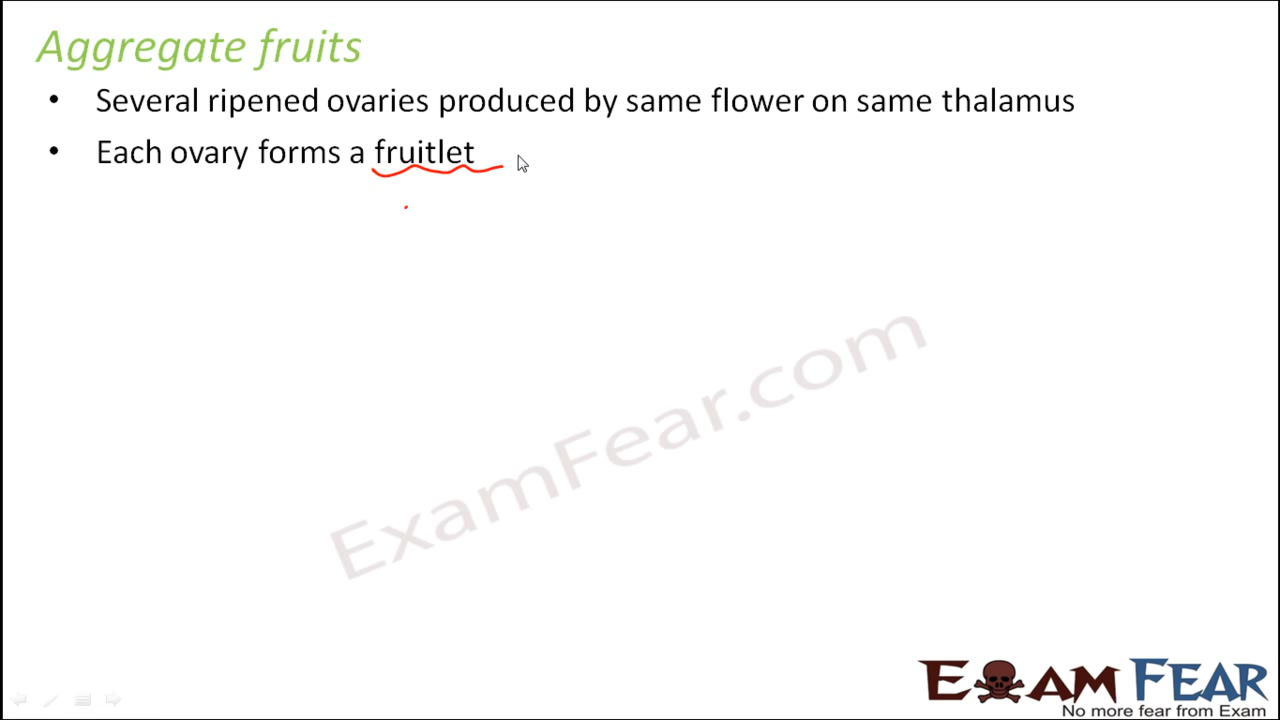 Aggregate fruits
• Several ripened ovaries produced by same flower on same thalamus
• Each ovary forms a fruitlet
ExamFear.com
EXAM FEAR
No more fear from Exam